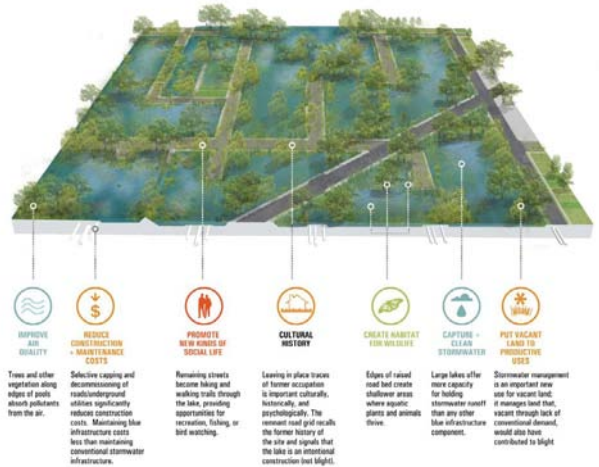 IMPROVE
AIR
QUALITY
Trees and other
vegetation along
edges of pools
absorb pollutants
from the air.
REDUCE
CONSTRUCTION
+ MAINTENANCE
COSTS
Selective capping and
decommissioning of
roads/underground
utilities significantly
reduces construction
costs. Maintaining blue
infrastructure costs
less than maintaining
conventional stormwater
infrastructure.
PROMOTE
NEW KINDS OF
SOCIAL LIFE
Remaining streets
become hiking and
walking trails through
the lake, providing
opportunities for
recreation, fishing, or
bird watching.
CULTURAL
HISTORY
Leaving in place traces
of former occupation
is important culturally,
historically, and
psychologically. The
remnant road grid recalls
the former history of
the site and signals that
the lake is an intentional
construction (not blight).
CREATE HABITAT
FOR WILDLIFE
Edges of raised
road bed create
shallower areas
where aquatic
plants and animals
thrive.
CAPTURE +
CLEAN
STORMWATER
Large lakes offer
more capacity
for holding
stormwater runoff
than any other
blue infrastructure
component.
PUT VACANT
LAND TO
PRODUCTIVE
USES
Stormwater management
is an important new
use for vacant land;
it manages land that,
vacant through lack of
conventional demand,
would also have
contributed to blight